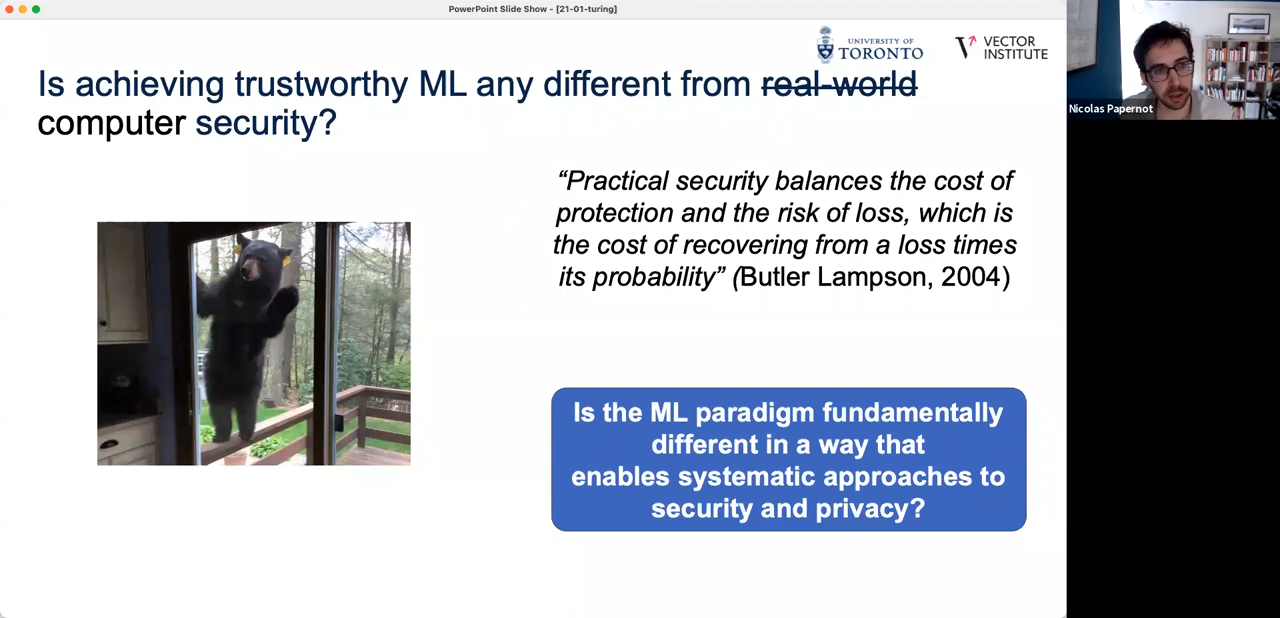 PowerPoint Slide Show - [21-01-turing]
UNIVERSITY OF
TORONTO
VECTOR
INSTITUTE
Is achieving trustworthy ML any different from real-world
computer security?
Nicolas Papernot
“Practical security balances the cost of
protection and the risk of loss, which is
the cost of recovering from a loss times
its probability” (Butler Lampson, 2004)
Is the ML paradigm fundamentally
different in a way that
enables systematic approaches to
security and privacy?